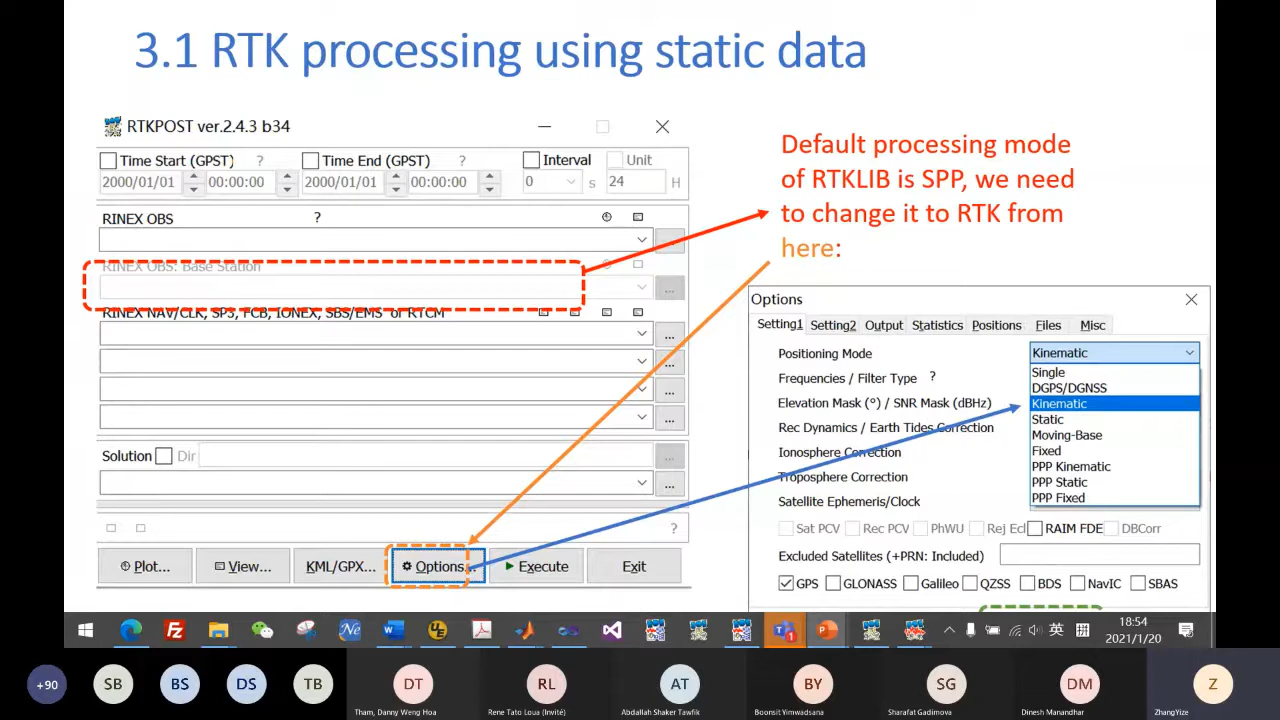 3.1 RTK processing using static data
RTKPOST ver.2.4.3 b34
Time Start (GPST) ?
Time End (GPST) ?
Interval
Unit
2000/01/01 00:00:00
2000/01/01 00:00:00
0 s
24 H
RINEX OBS ?
...
RINEX OBS: Base Station
...
RINEX NAV/CLK, SP3, FCB, IONEX, SBS/EMS or RTCM
...
...
...
...
Solution Dir
...
...
?
Plot...
View...
KML/GPX...
Options...
Execute
Exit
Default processing mode
of RTKLIB is SPP, we need
to change it to RTK from
here:
Options
Setting1 Setting2 Output Statistics Positions Files Misc
Positioning Mode
Kinematic
Frequencies / Filter Type ?
Elevation Mask (°) / SNR Mask (dBHz)
Rec Dynamics / Earth Tides Correction
Ionosphere Correction
Troposphere Correction
Satellite Ephemeris/Clock
Single
DGPS/DGNSS
Kinematic
Static
Moving-Base
Fixed
PPP Kinematic
PPP Static
PPP Fixed
Sat PCV Rec PCV PhWU Rej Ecl RAIM FDE DBCorr
Excluded Satellites (+PRN: Included)
GPS GLONASS Galileo QZSS BDS NavIC SBAS
英
18:54
2021/1/20
+90
SB
BS
DS
TB
DT
Tham, Danny Weng Hoa
RL
Rene Tato Loua (Invité)
AT
Abdallah Shaker Tawfik
BY
Boonsit Yimwadsana
SG
Sharafat Gadimova
DM
Dinesh Manandhar
Z
ZhangYize